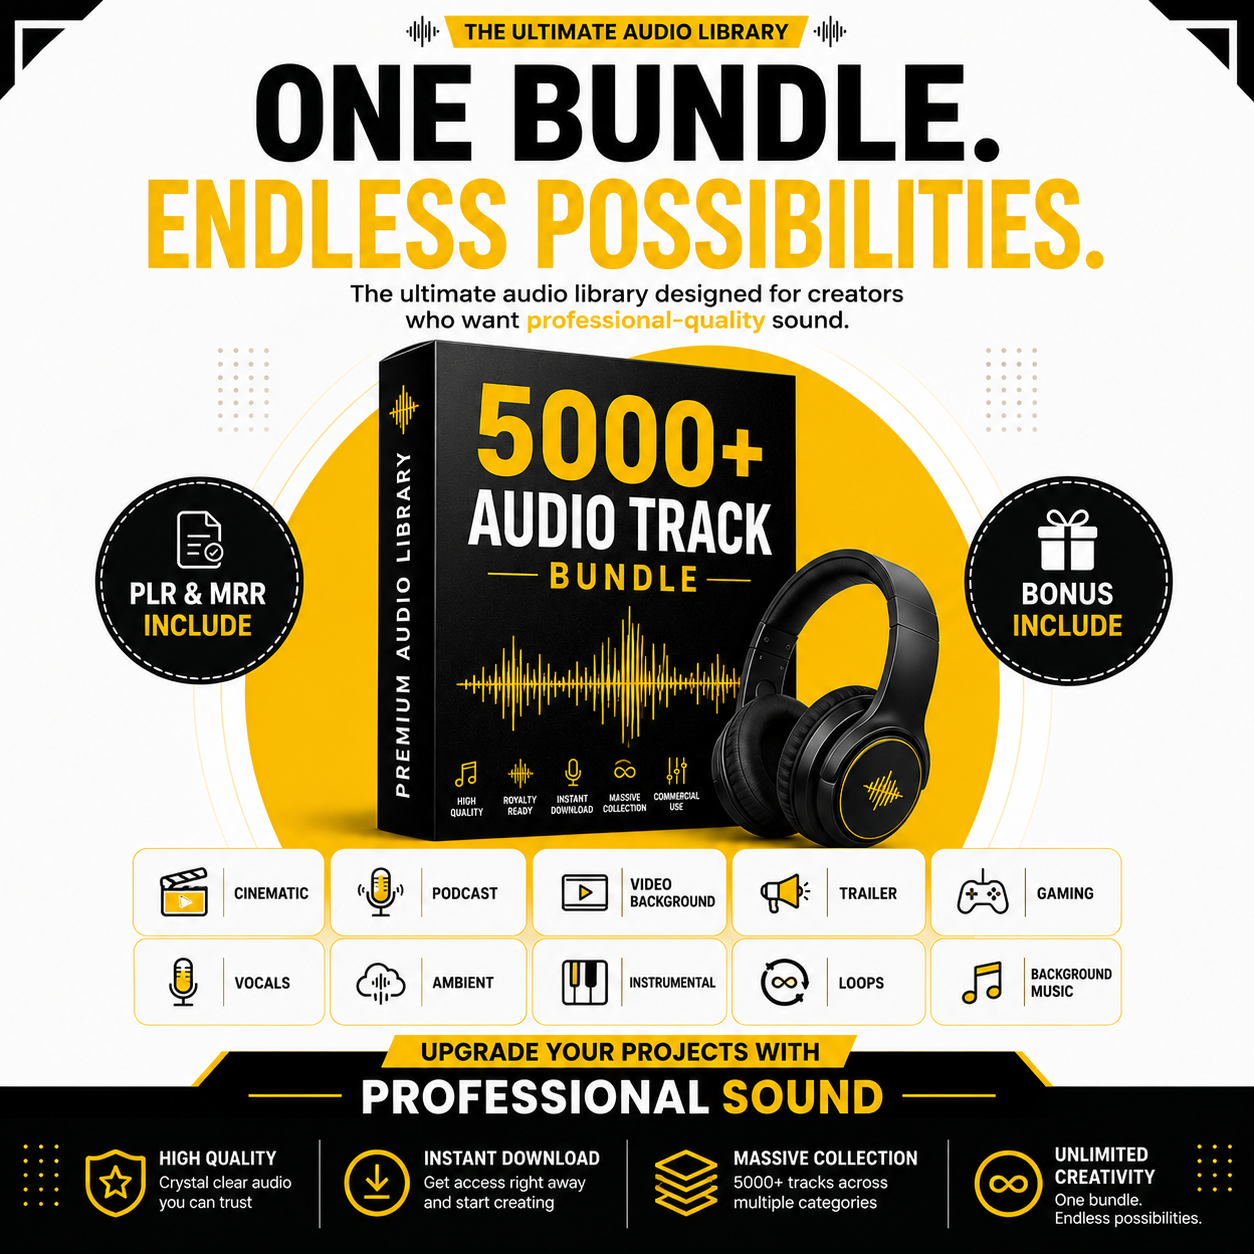 THE ULTIMATE AUDIO LIBRARY
ONE BUNDLE.
ENDLESS POSSIBILITIES.
The ultimate audio library designed for creators
who want professional-quality sound.
PREMIUM AUDIO LIBRARY
5000+
AUDIO TRACK
BUNDLE
HIGH
QUALITY
ROYALTY
READY
INSTANT
DOWNLOAD
MASSIVE
COLLECTION
COMMERCIAL
USE
PLR & MRR
INCLUDE
BONUS
INCLUDE
CINEMATIC
PODCAST
VIDEO
BACKGROUND
TRAILER
GAMING
VOCALS
AMBIENT
INSTRUMENTAL
LOOPS
BACKGROUND
MUSIC
UPGRADE YOUR PROJECTS WITH
PROFESSIONAL SOUND
HIGH QUALITY
Crystal clear audio
you can trust
INSTANT DOWNLOAD
Get access right away
and start creating
MASSIVE COLLECTION
5000+ tracks across
multiple categories
UNLIMITED
CREATIVITY
One bundle.
Endless possibilities.